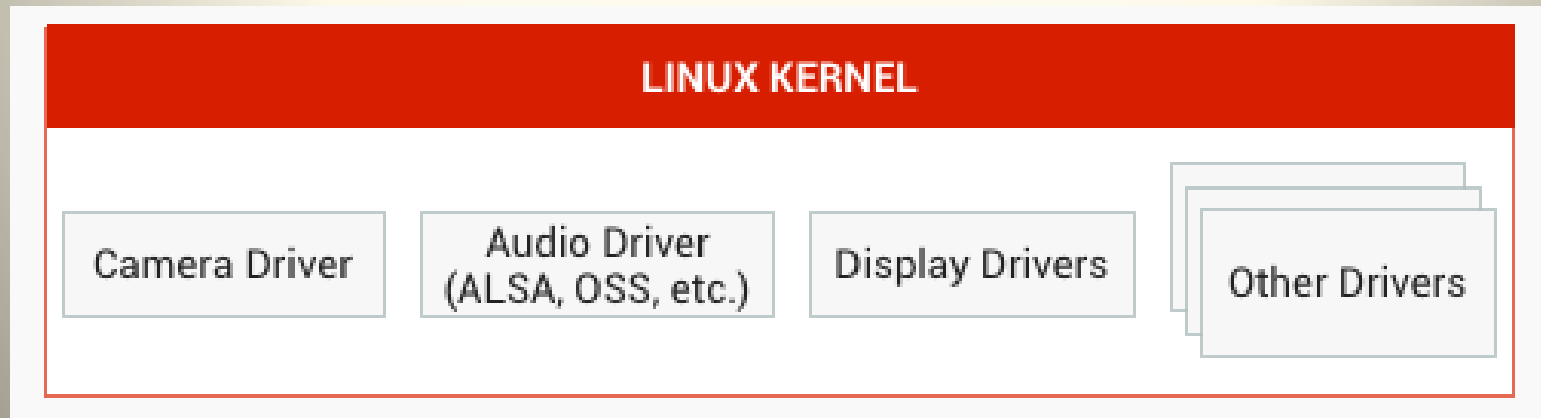 LINUX KERNEL
Camera Driver
Audio Driver
(ALSA, OSS, etc.)
Display Drivers
Other Drivers